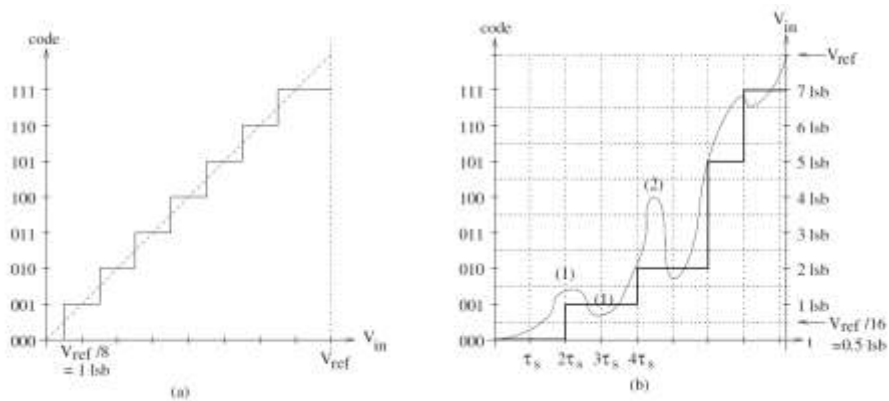 code
111
110
101
100
011
010
001
000
V_ref /8
= 1 lsb
V_in
V_ref
(a)
code
V_in
V_ref
111
110
101
100
011
010
001
000
7 lsb
6 lsb
5 lsb
4 lsb
3 lsb
2 lsb
1 lsb
V_ref /16
=0.5 lsb
(1)
(1)
(2)
τ_s
2τ_s
3τ_s
4τ_s
t
(b)